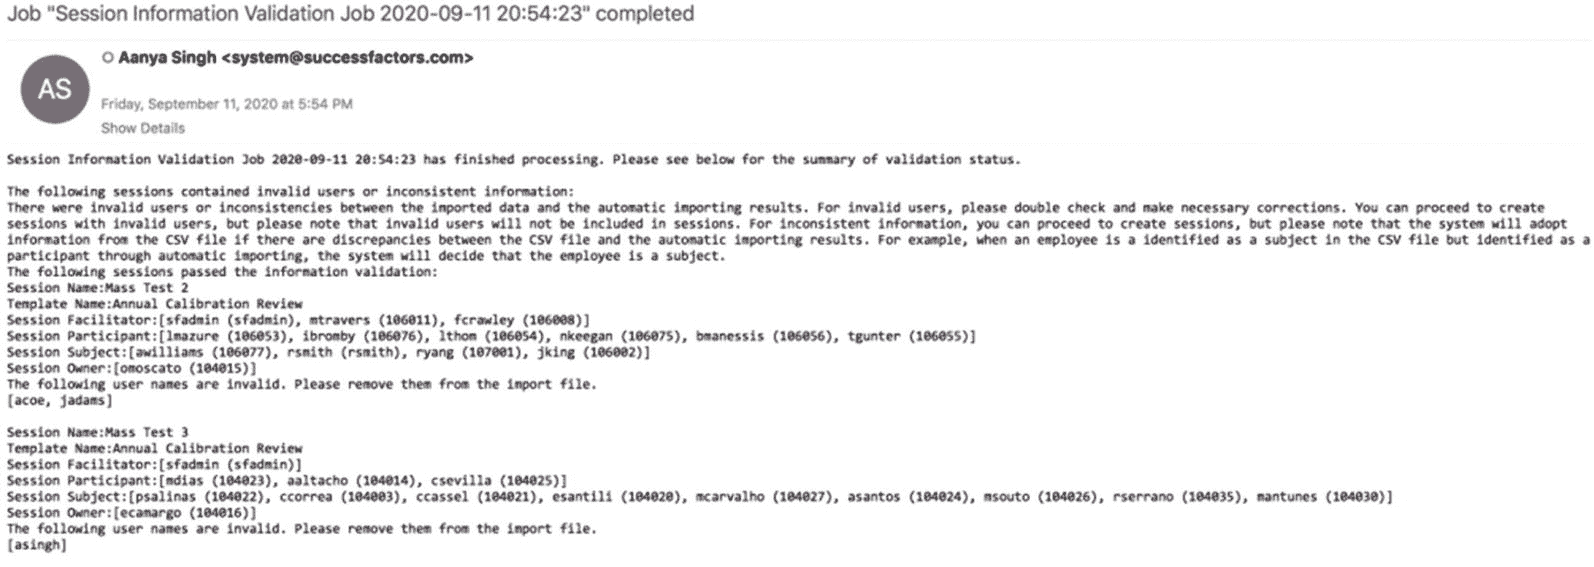 Job "Session Information Validation Job 2020-09-11 20:54:23" completed
AS
Aanya Singh <system@successfactors.com>
Friday, September 11, 2020 at 5:54 PM
Show Details
Session Information Validation Job 2020-09-11 20:54:23 has finished processing. Please see below for the summary of validation status.
The following sessions contained invalid users or inconsistent information:
There were invalid users or inconsistencies between the imported data and the automatic importing results. For invalid users, please double check and make necessary corrections. You can proceed to create
sessions with invalid users, but please note that invalid users will not be included in sessions. For inconsistent information, you can proceed to create sessions, but please note that the system will adopt
information from the CSV file if there are discrepancies between the CSV file and the automatic importing results. For example, when an employee is a identified as a subject in the CSV file but identified as a
participant through automatic importing, the system will decide that the employee is a subject.
The following sessions passed the information validation:
Session Name:Mass Test 2
Template Name:Annual Calibration Review
Session Facilitator:[sfadmin (sfadmin), mtravers (106011), fcrawley (106008)]
Session Participant:[lmazure (106053), ibromby (106076), lthom (106054), nkeegan (106075), bmanessis (106056), tgunter (106055)]
Session Subject:[awilliams (106077), rsmith (rsmith), ryang (107001), jking (106002)]
Session Owner:[omoscato (104015)]
The following user names are invalid. Please remove them from the import file.
[acoe, jadams]
Session Name:Mass Test 3
Template Name:Annual Calibration Review
Session Facilitator:[sfadmin (sfadmin)]
Session Participant:[mdias (104023), aaltacho (104014), csevilla (104025)]
Session Subject:[psalinas (104022), ccorrea (104003), ccassel (104021), esantili (104020), mcarvalho (104027), asantos (104024), msouto (104026), rserrano (104035), mantunes (104030)]
Session Owner:[ecamargo (104016)]
The following user names are invalid. Please remove them from the import file.
[asingh]